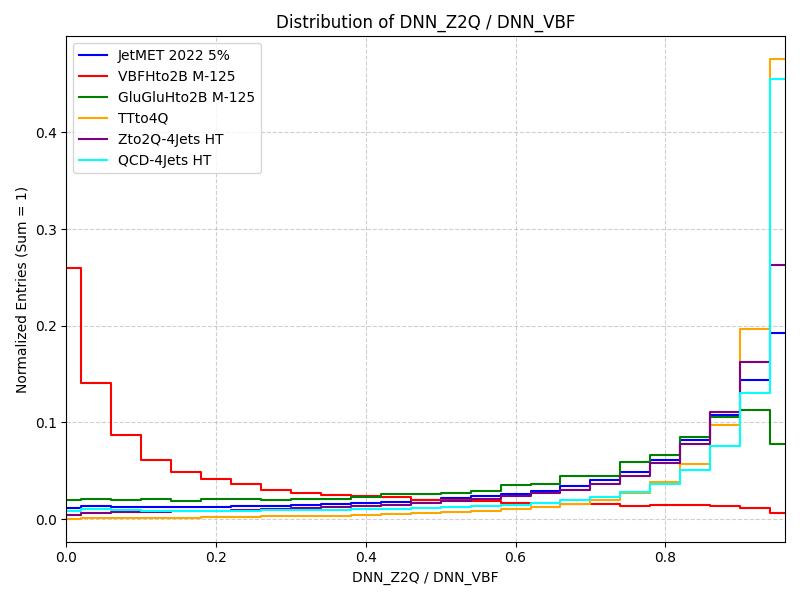 Distribution of DNN_Z2Q / DNN_VBF
JetMET 2022 5%
VBFHto2B M-125
GluGluHto2B M-125
TTto4Q
Zto2Q-4Jets HT
QCD-4Jets HT
Normalized Entries (Sum = 1)
0.4
0.3
0.2
0.1
0.0
0.0 0.2 0.4 0.6 0.8
DNN_Z2Q / DNN_VBF